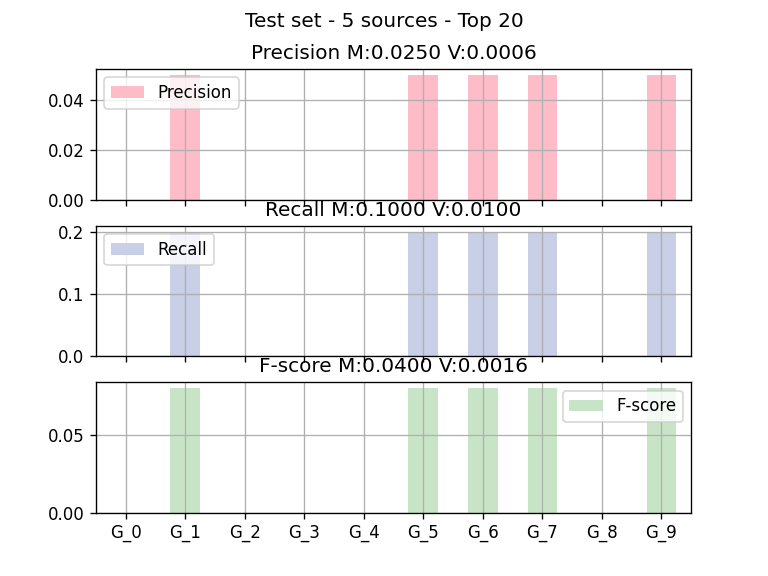 Test set - 5 sources - Top 20
Precision M:0.0250 V:0.0006
Precision
0.04
0.02
0.00
Recall M:0.1000 V:0.0100
Recall
0.2
0.1
0.0
F-score M:0.0400 V:0.0016
F-score
0.05
0.00
G_0 G_1 G_2 G_3 G_4 G_5 G_6 G_7 G_8 G_9